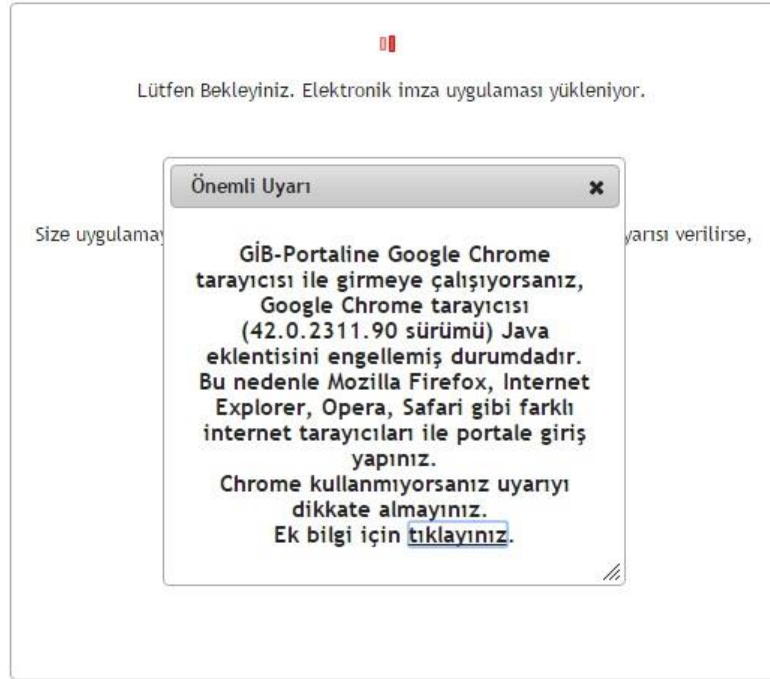 Lütfen Bekleyiniz. Elektronik imza uygulaması yükleniyor.
Önemli Uyarı
Size verilirse,
GİB-Portaline Google Chrome
tarayıcısı ile girmeye çalışıyorsanız,
Google Chrome tarayıcısı
(42.0.2311.90 sürümü) Java
eklentisini engellemiş durumdadır.
Bu nedenle Mozilla Firefox, Internet
Explorer, Opera, Safari gibi farklı
internet tarayıcıları ile portale giriş
yapınız.
Chrome kullanmıyorsanız uyarıyı
dikkate almayınız.
Ek bilgi için tıklayınız.